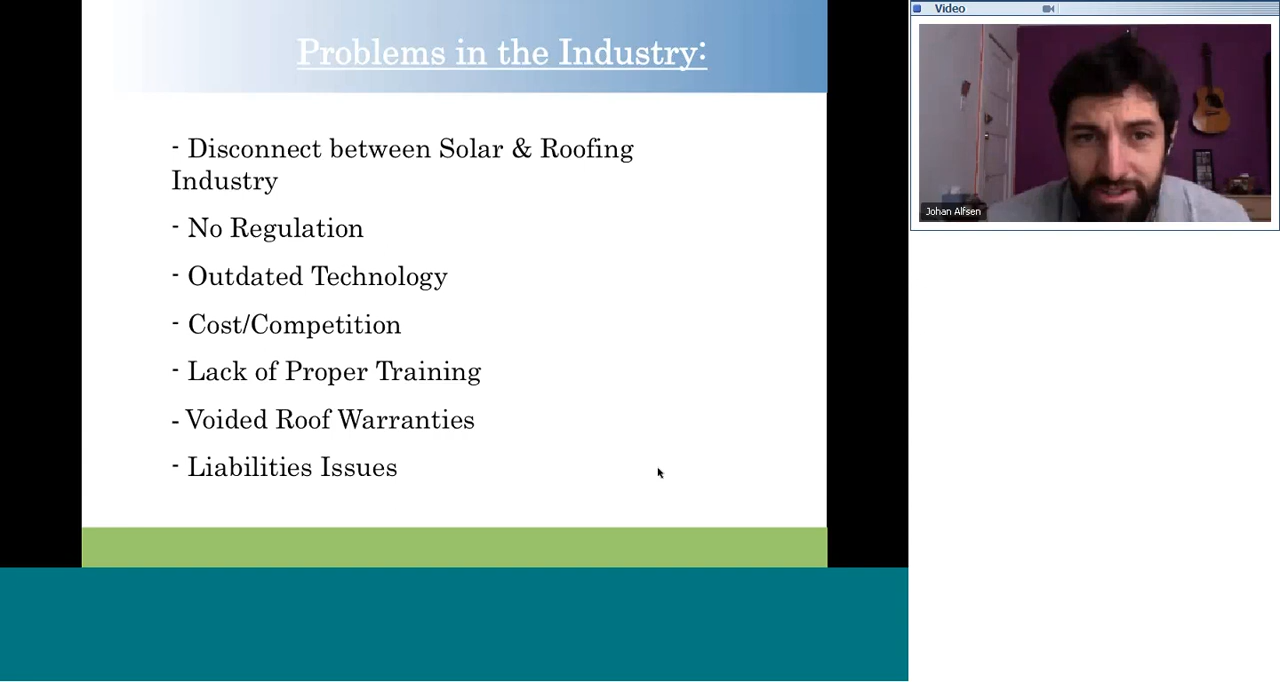 Problems in the Industry:
- Disconnect between Solar & Roofing
Industry
- No Regulation
- Outdated Technology
- Cost/Competition
- Lack of Proper Training
- Voided Roof Warranties
- Liabilities Issues
Video
Johan Alfsen